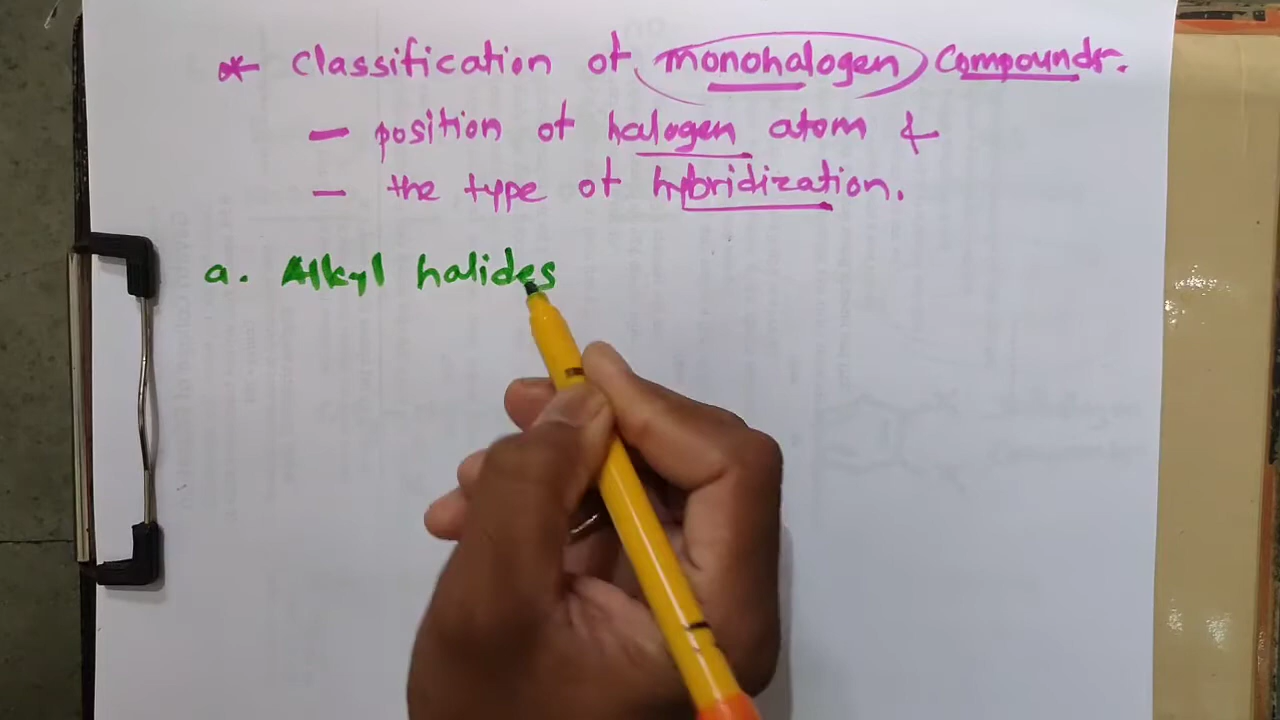 * Classification of monohalogen Compounds.
- position of halogen atom &
- the type of hybridization.
a. Alkyl halides